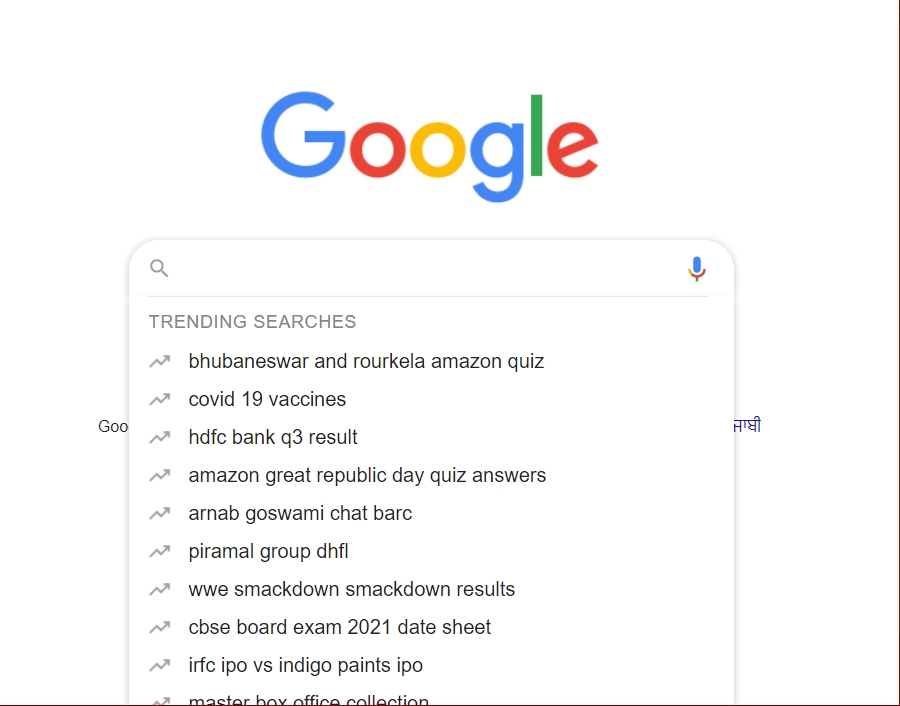 Google
TRENDING SEARCHES
bhubaneswar and rourkela amazon quiz
covid 19 vaccines
Goo
ਜਾਬੀ
hdfc bank q3 result
amazon great republic day quiz answers
arnab goswami chat barc
piramal group dhfl
wwe smackdown smackdown results
cbse board exam 2021 date sheet
irfc ipo vs indigo paints ipo
master box office collection